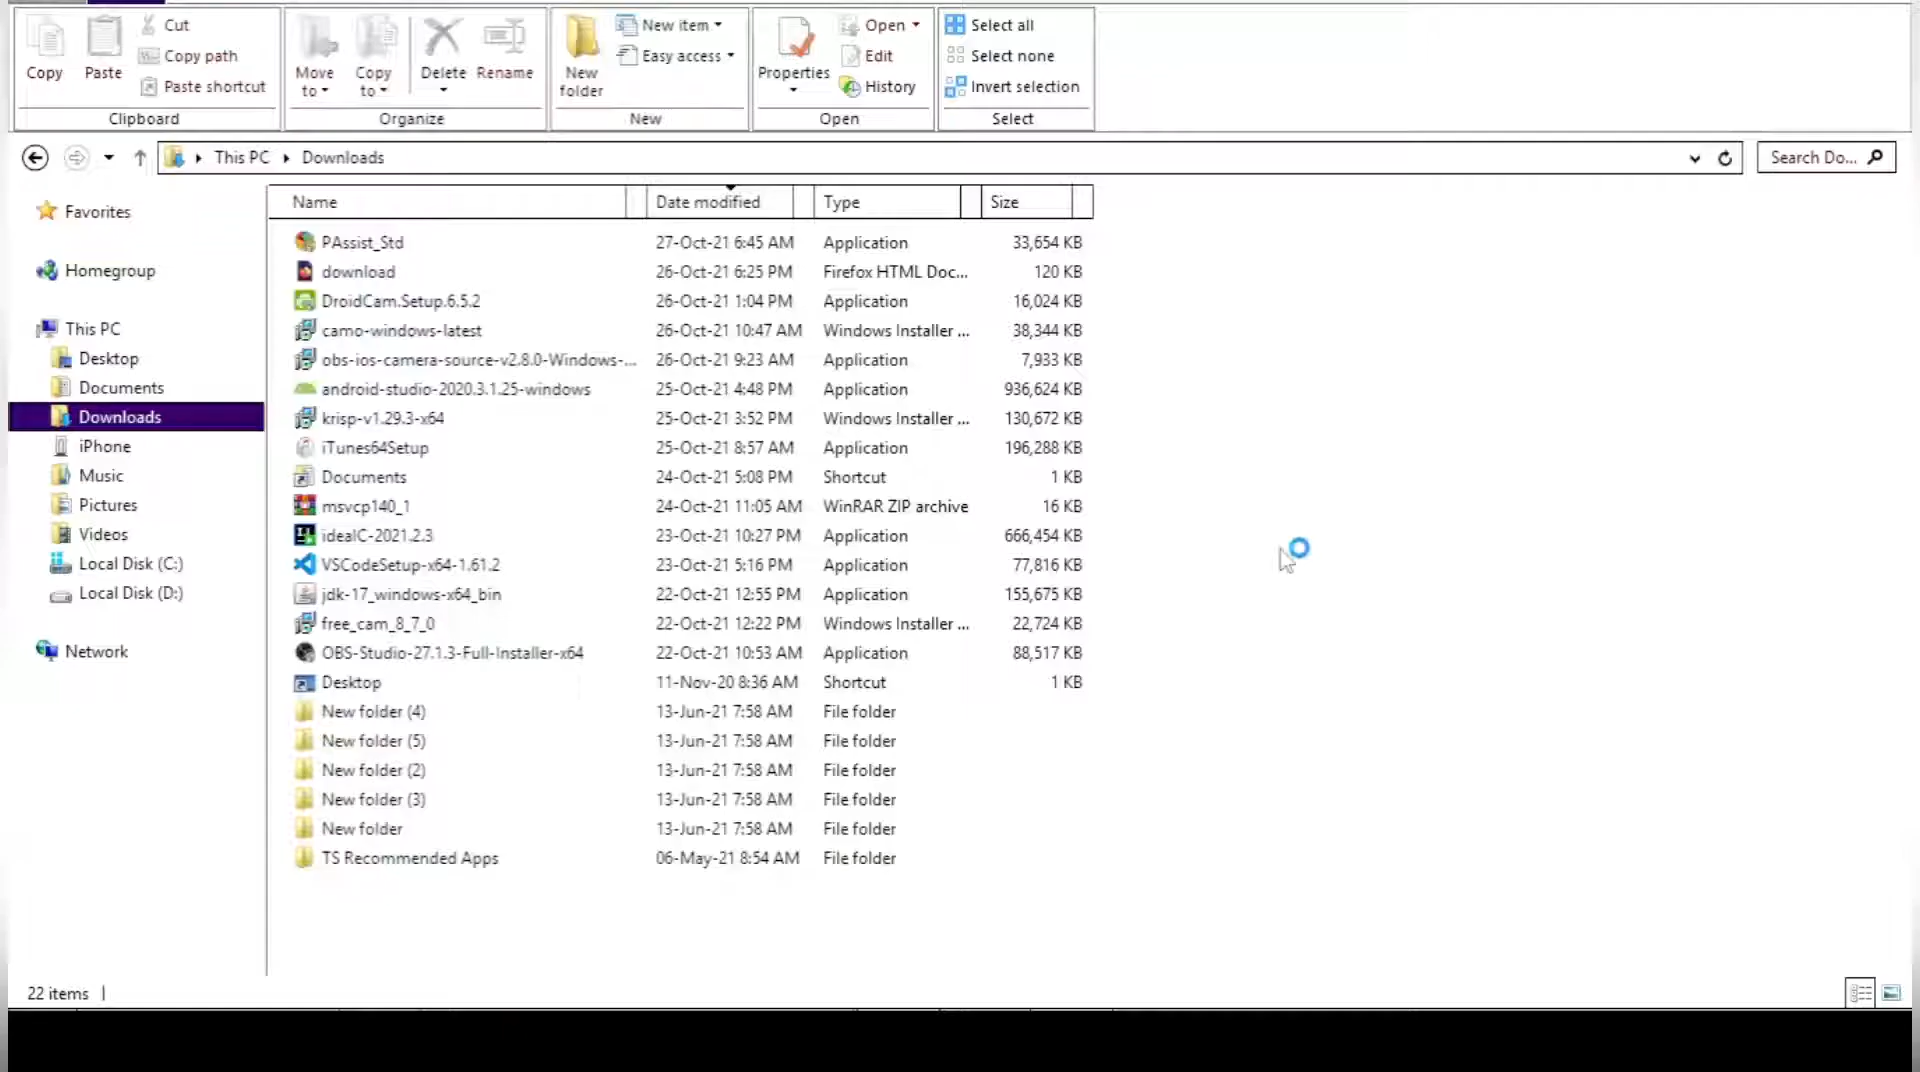 Copy
Paste
Cut
Copy path
Paste shortcut
Clipboard
Move to
Copy to
Delete
Rename
Organize
New folder
New item
Easy access
New
Properties
Open
Edit
History
Open
Select all
Select none
Invert selection
Select
This PC
Downloads
Search Do...
Favorites
Homegroup
This PC
Desktop
Documents
Downloads
iPhone
Music
Pictures
Videos
Local Disk (C:)
Local Disk (D:)
Network
Name Date modified Type Size
PAssist_Std 27-Oct-21 6:45 AM Application 33,654 KB
download 26-Oct-21 6:25 PM Firefox HTML Doc... 120 KB
DroidCam.Setup.6.5.2 26-Oct-21 1:04 PM Application 16,024 KB
camo-windows-latest 26-Oct-21 10:47 AM Windows Installer ... 38,344 KB
obs-ios-camera-source-v2.8.0-Windows-... 26-Oct-21 9:23 AM Application 7,933 KB
android-studio-2020.3.1.25-windows 25-Oct-21 4:48 PM Application 936,624 KB
krisp-v1.29.3-x64 25-Oct-21 3:52 PM Windows Installer ... 130,672 KB
iTunes64Setup 25-Oct-21 8:57 AM Application 196,288 KB
Documents 24-Oct-21 5:08 PM Shortcut 1 KB
msvcp140_1 24-Oct-21 11:05 AM WinRAR ZIP archive 16 KB
ideaIC-2021.2.3 23-Oct-21 10:27 PM Application 666,454 KB
VSCodeSetup-x64-1.61.2 23-Oct-21 5:16 PM Application 77,816 KB
jdk-17_windows-x64_bin 22-Oct-21 12:55 PM Application 155,675 KB
free_cam_8_7_0 22-Oct-21 12:22 PM Windows Installer ... 22,724 KB
OBS-Studio-27.1.3-Full-Installer-x64 22-Oct-21 10:53 AM Application 88,517 KB
Desktop 11-Nov-20 8:36 AM Shortcut 1 KB
New folder (4) 13-Jun-21 7:58 AM File folder
New folder (5) 13-Jun-21 7:58 AM File folder
New folder (2) 13-Jun-21 7:58 AM File folder
New folder (3) 13-Jun-21 7:58 AM File folder
New folder 13-Jun-21 7:58 AM File folder
TS Recommended Apps 06-May-21 8:54 AM File folder
22 items